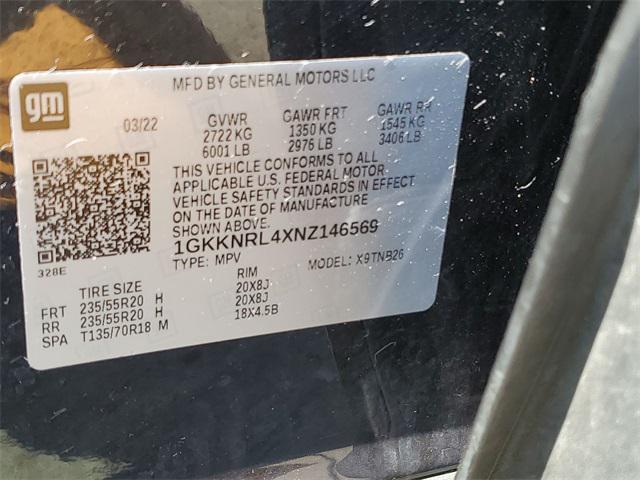 gm
MFD BY GENERAL MOTORS LLC
03/22 GVWR GAWR FRT GAWR RR
2722 KG 1350 KG 1545 KG
6001 LB 2976 LB 3406 LB
THIS VEHICLE CONFORMS TO ALL
APPLICABLE U.S. FEDERAL MOTOR
VEHICLE SAFETY STANDARDS IN EFFECT
ON THE DATE OF MANUFACTURE
SHOWN ABOVE.
1GKKNRL4XNZ146569
328E TYPE: MPV MODEL: X9TNB26
TIRE SIZE RIM
FRT 235/55R20 H 20X8J
RR 235/55R20 H 20X8J
SPA T135/70R18 M 18X4.5B